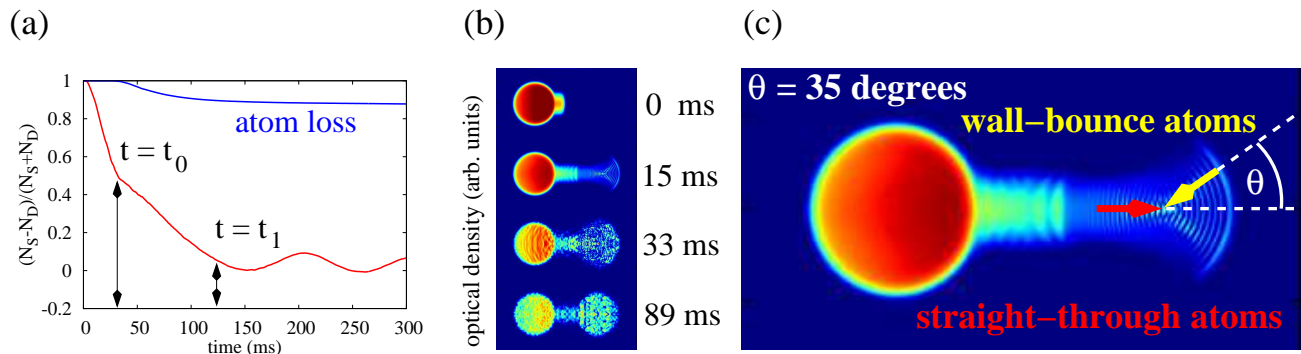 (a)
1
0.8
0.6
0.4
0.2
0
-0.2
0
50
100
150
200
250
300
(N_S-N_D)/(N_S+N_D)
time (ms)
atom loss
t = t_0
t = t_1
(b)
optical density (arb. units)
0 ms
15 ms
33 ms
89 ms
(c)
θ = 35 degrees
wall−bounce atoms
θ
straight−through atoms